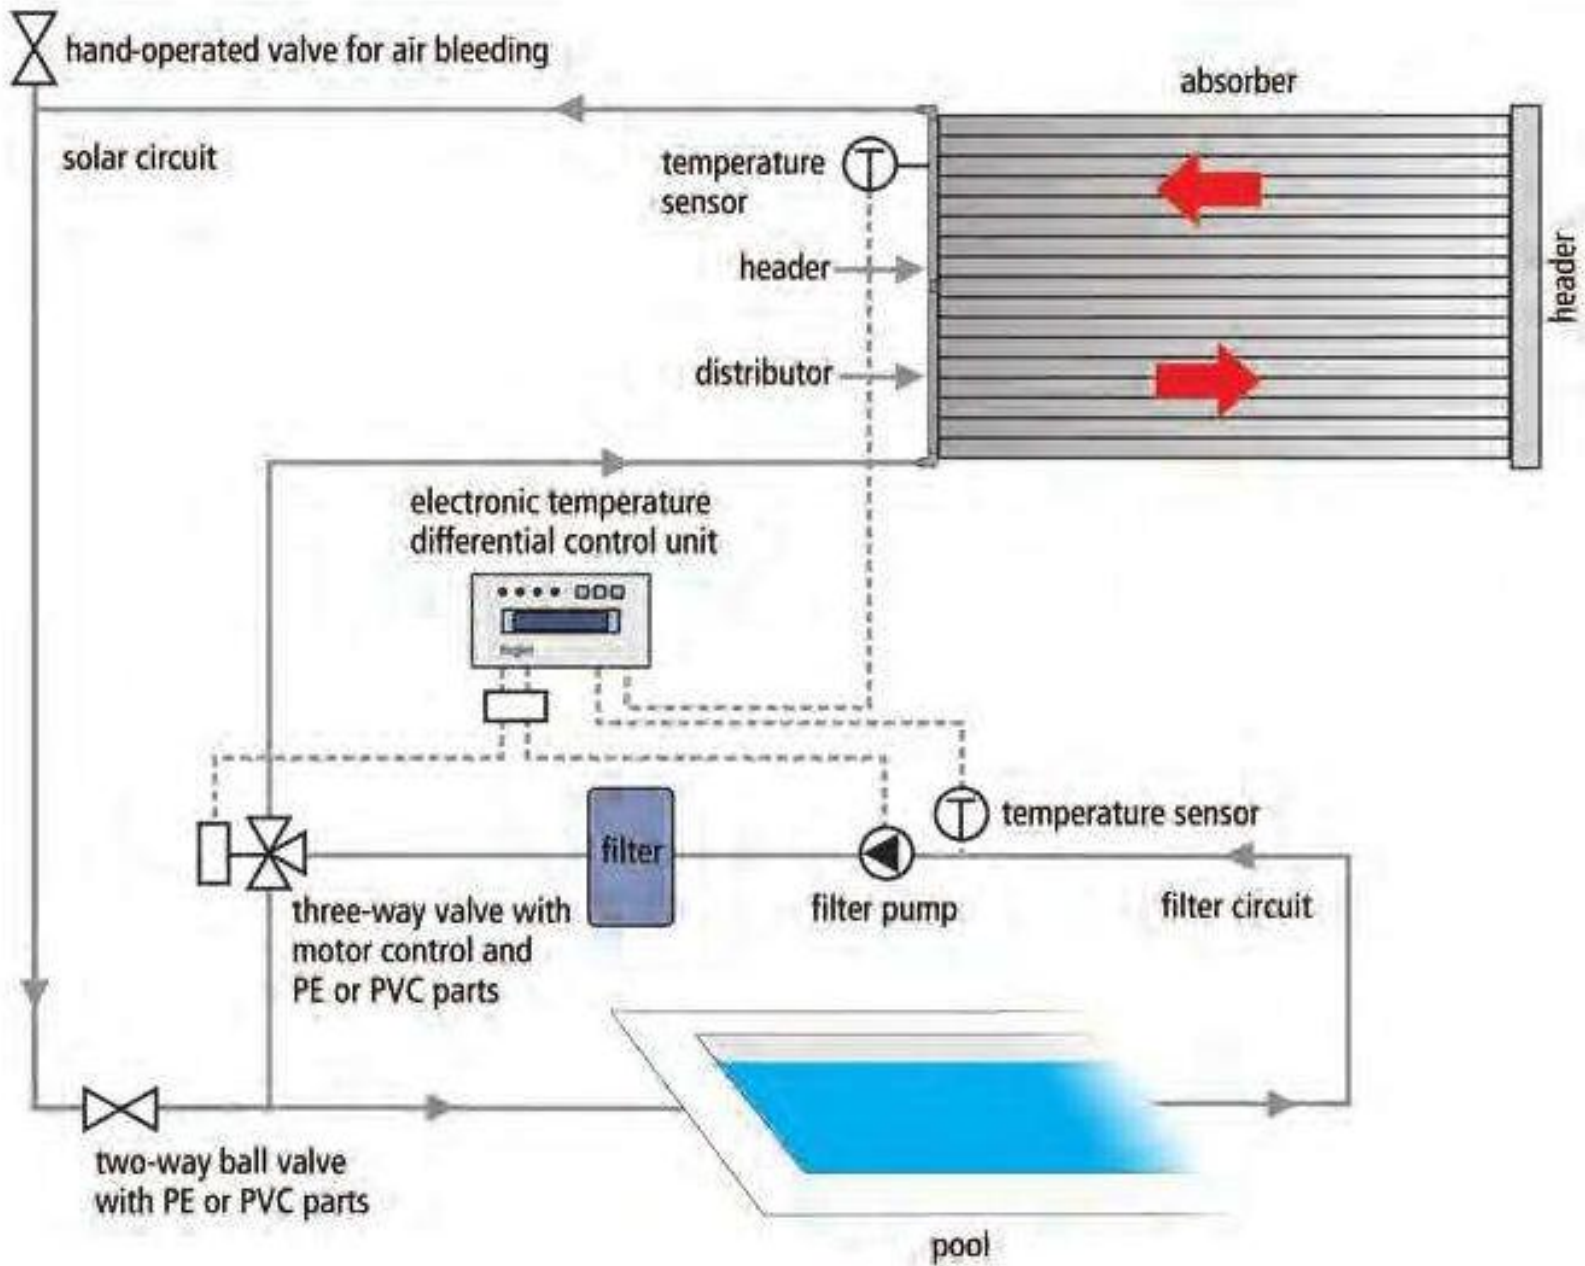 hand-operated valve for air bleeding
absorber
solar circuit
temperature
sensor
header
header
distributor
electronic temperature
differential control unit
temperature sensor
filter
filter pump
filter circuit
three-way valve with
motor control and
PE or PVC parts
two-way ball valve
with PE or PVC parts
pool